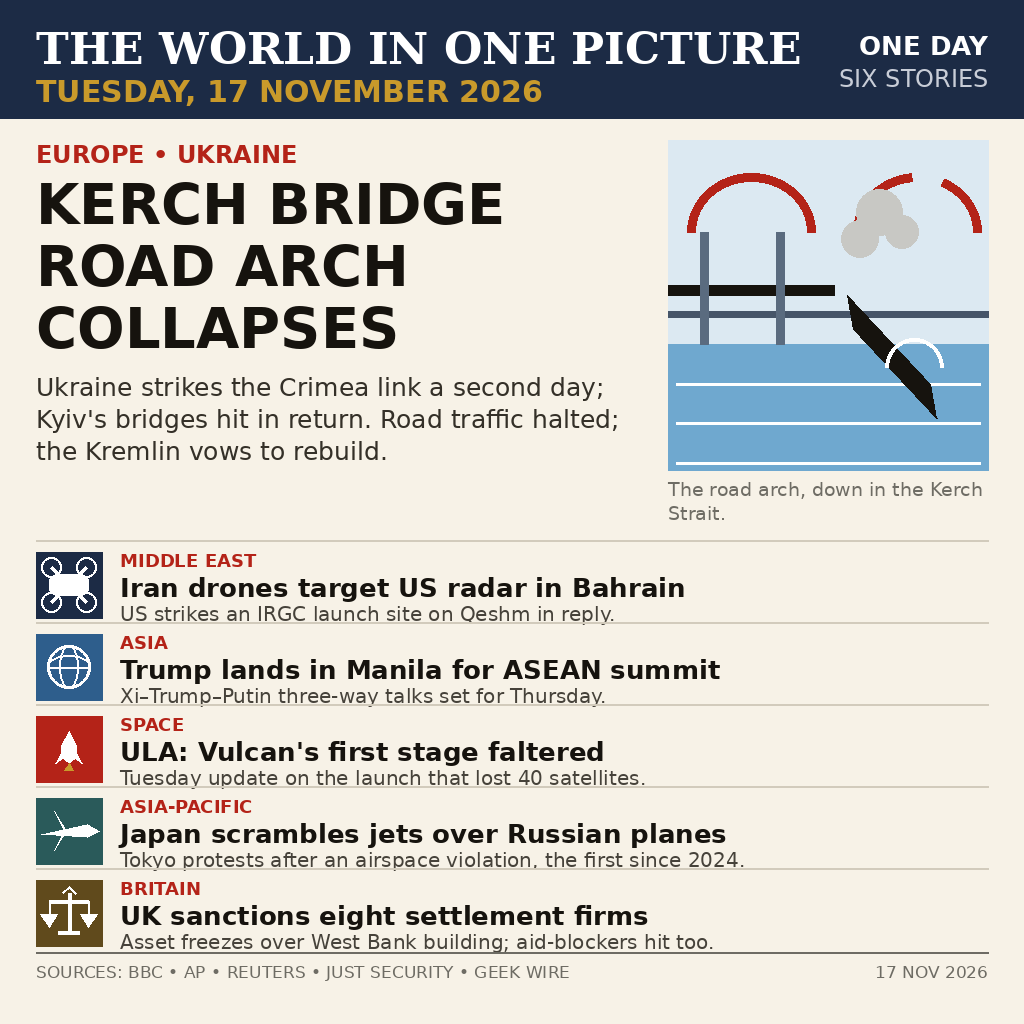 THE WORLD IN ONE PICTURE
TUESDAY, 17 NOVEMBER 2026
ONE DAY
SIX STORIES
EUROPE • UKRAINE
KERCH BRIDGE
ROAD ARCH
COLLAPSES
Ukraine strikes the Crimea link a second day;
Kyiv's bridges hit in return. Road traffic halted;
the Kremlin vows to rebuild.
The road arch, down in the Kerch
Strait.
MIDDLE EAST
Iran drones target US radar in Bahrain
US strikes an IRGC launch site on Qeshm in reply.
ASIA
Trump lands in Manila for ASEAN summit
Xi–Trump–Putin three-way talks set for Thursday.
SPACE
ULA: Vulcan's first stage faltered
Tuesday update on the launch that lost 40 satellites.
ASIA-PACIFIC
Japan scrambles jets over Russian planes
Tokyo protests after an airspace violation, the first since 2024.
BRITAIN
UK sanctions eight settlement firms
Asset freezes over West Bank building; aid-blockers hit too.
SOURCES: BBC • AP • REUTERS • JUST SECURITY • GEEK WIRE
17 NOV 2026